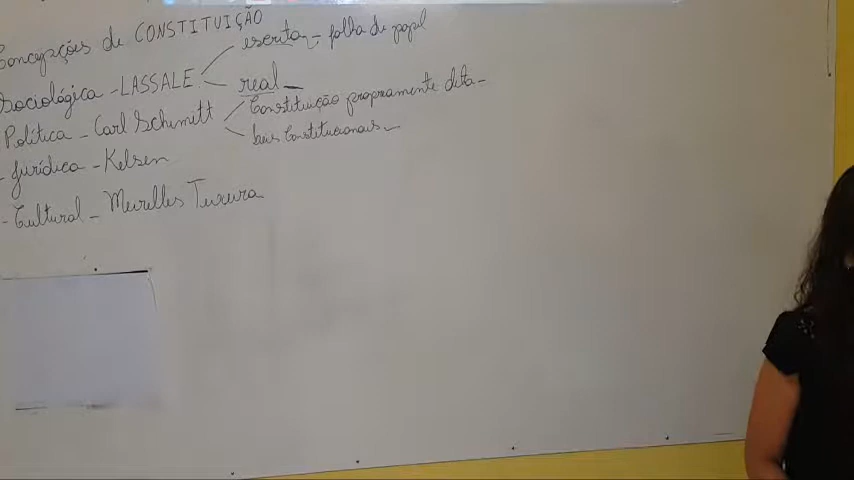 Concepções de CONSTITUIÇÃO
escrita - folha de papel
Sociológica - LASSALE
real
Constituição propriamente dita -
Política - Carl Schimett
Leis Constitucionais
- Jurídica - Kelsen
- Cultural - Meirelles Teixeira